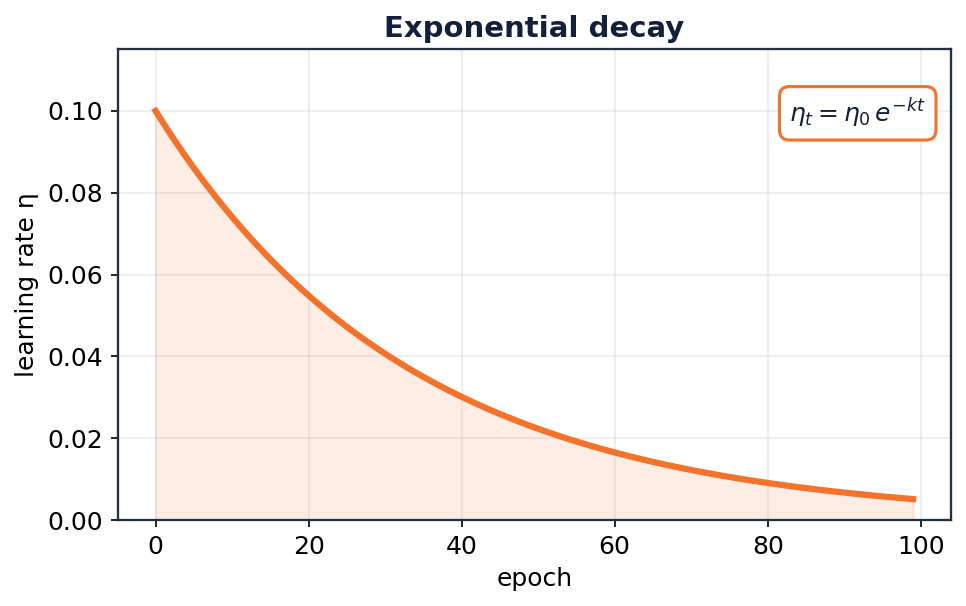 Exponential decay
η_t = η_0 e^{-kt}
0.10
0.08
0.06
0.04
0.02
0.00
learning rate η
0 20 40 60 80 100
epoch